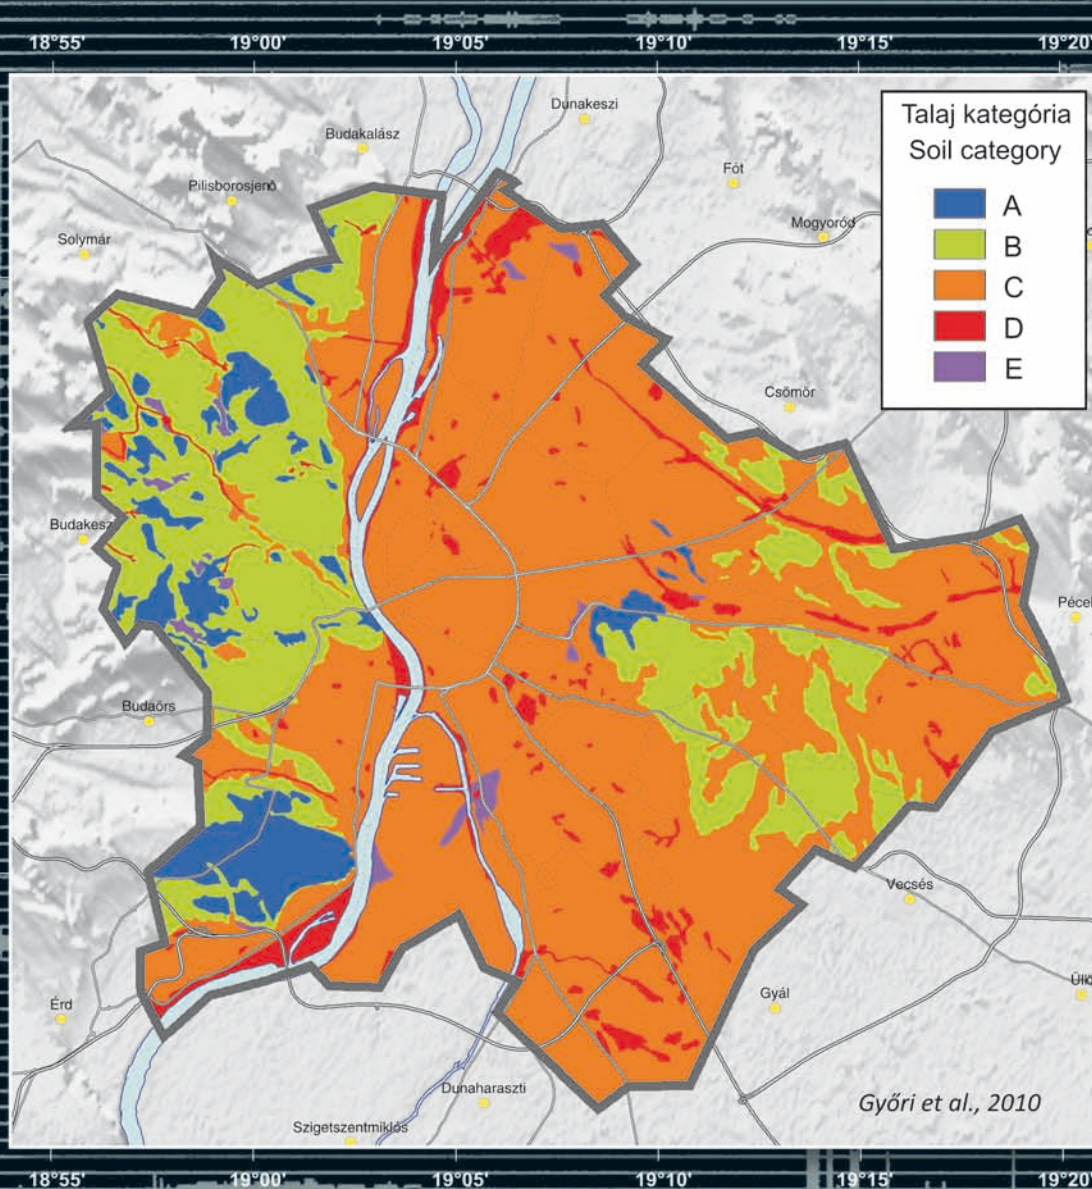 18°55' 19°00' 19°05' 19°10' 19°15' 19°20'
Dunakeszi
Budakalász
Talaj kategória
Soil category
Fót
Pilisborosjenő
A
Mogyoród
Solymár
B
C
D
E
Csömör
Budakesz
Pécel
Budaörs
Vecsés
Érd
Gyál
Dunaharaszti
Győri et al., 2010
Szigetszentmiklós
18°55' 19°00' 19°05' 19°10' 19°15' 19°20'